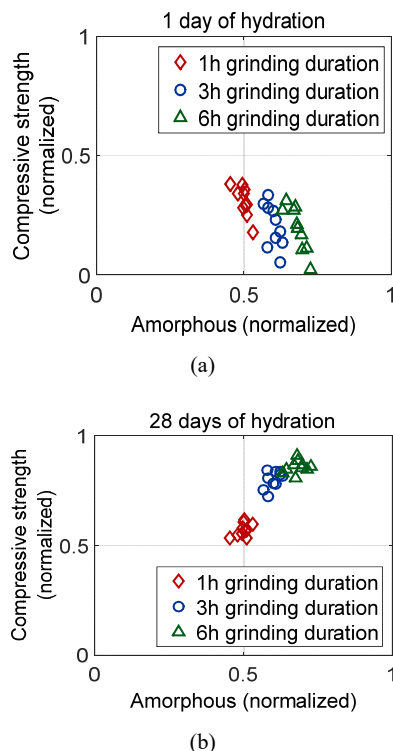 1 day of hydration
1
Compressive strength
(normalized)
1h grinding duration
3h grinding duration
6h grinding duration
0.5
0
0
0.5
1
Amorphous (normalized)
(a)
28 days of hydration
1
Compressive strength
(normalized)
0.5
1h grinding duration
3h grinding duration
6h grinding duration
0
0
0.5
1
Amorphous (normalized)
(b)